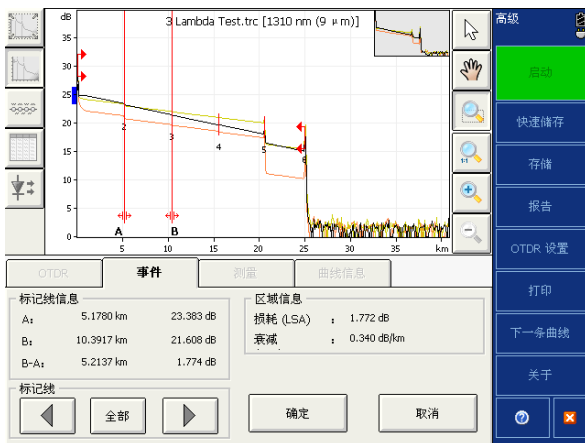 dB
3 Lambda Test.trc [1310 nm (9 μm)]
35
30
25
20
15
10
5
0
2
3
4
5
6
A
B
5
10
15
20
25
30
35
km
1:1
高级
启动
快速储存
存储
报告
OTDR 设置
打印
下一条曲线
关于
OTDR
事件
测量
曲线信息
标记线信息
A: 5.1780 km 23.383 dB
B: 10.3917 km 21.608 dB
B-A: 5.2137 km 1.774 dB
区域信息
损耗 (LSA) : 1.772 dB
衰减 : 0.340 dB/km
标记线
全部
确定
取消